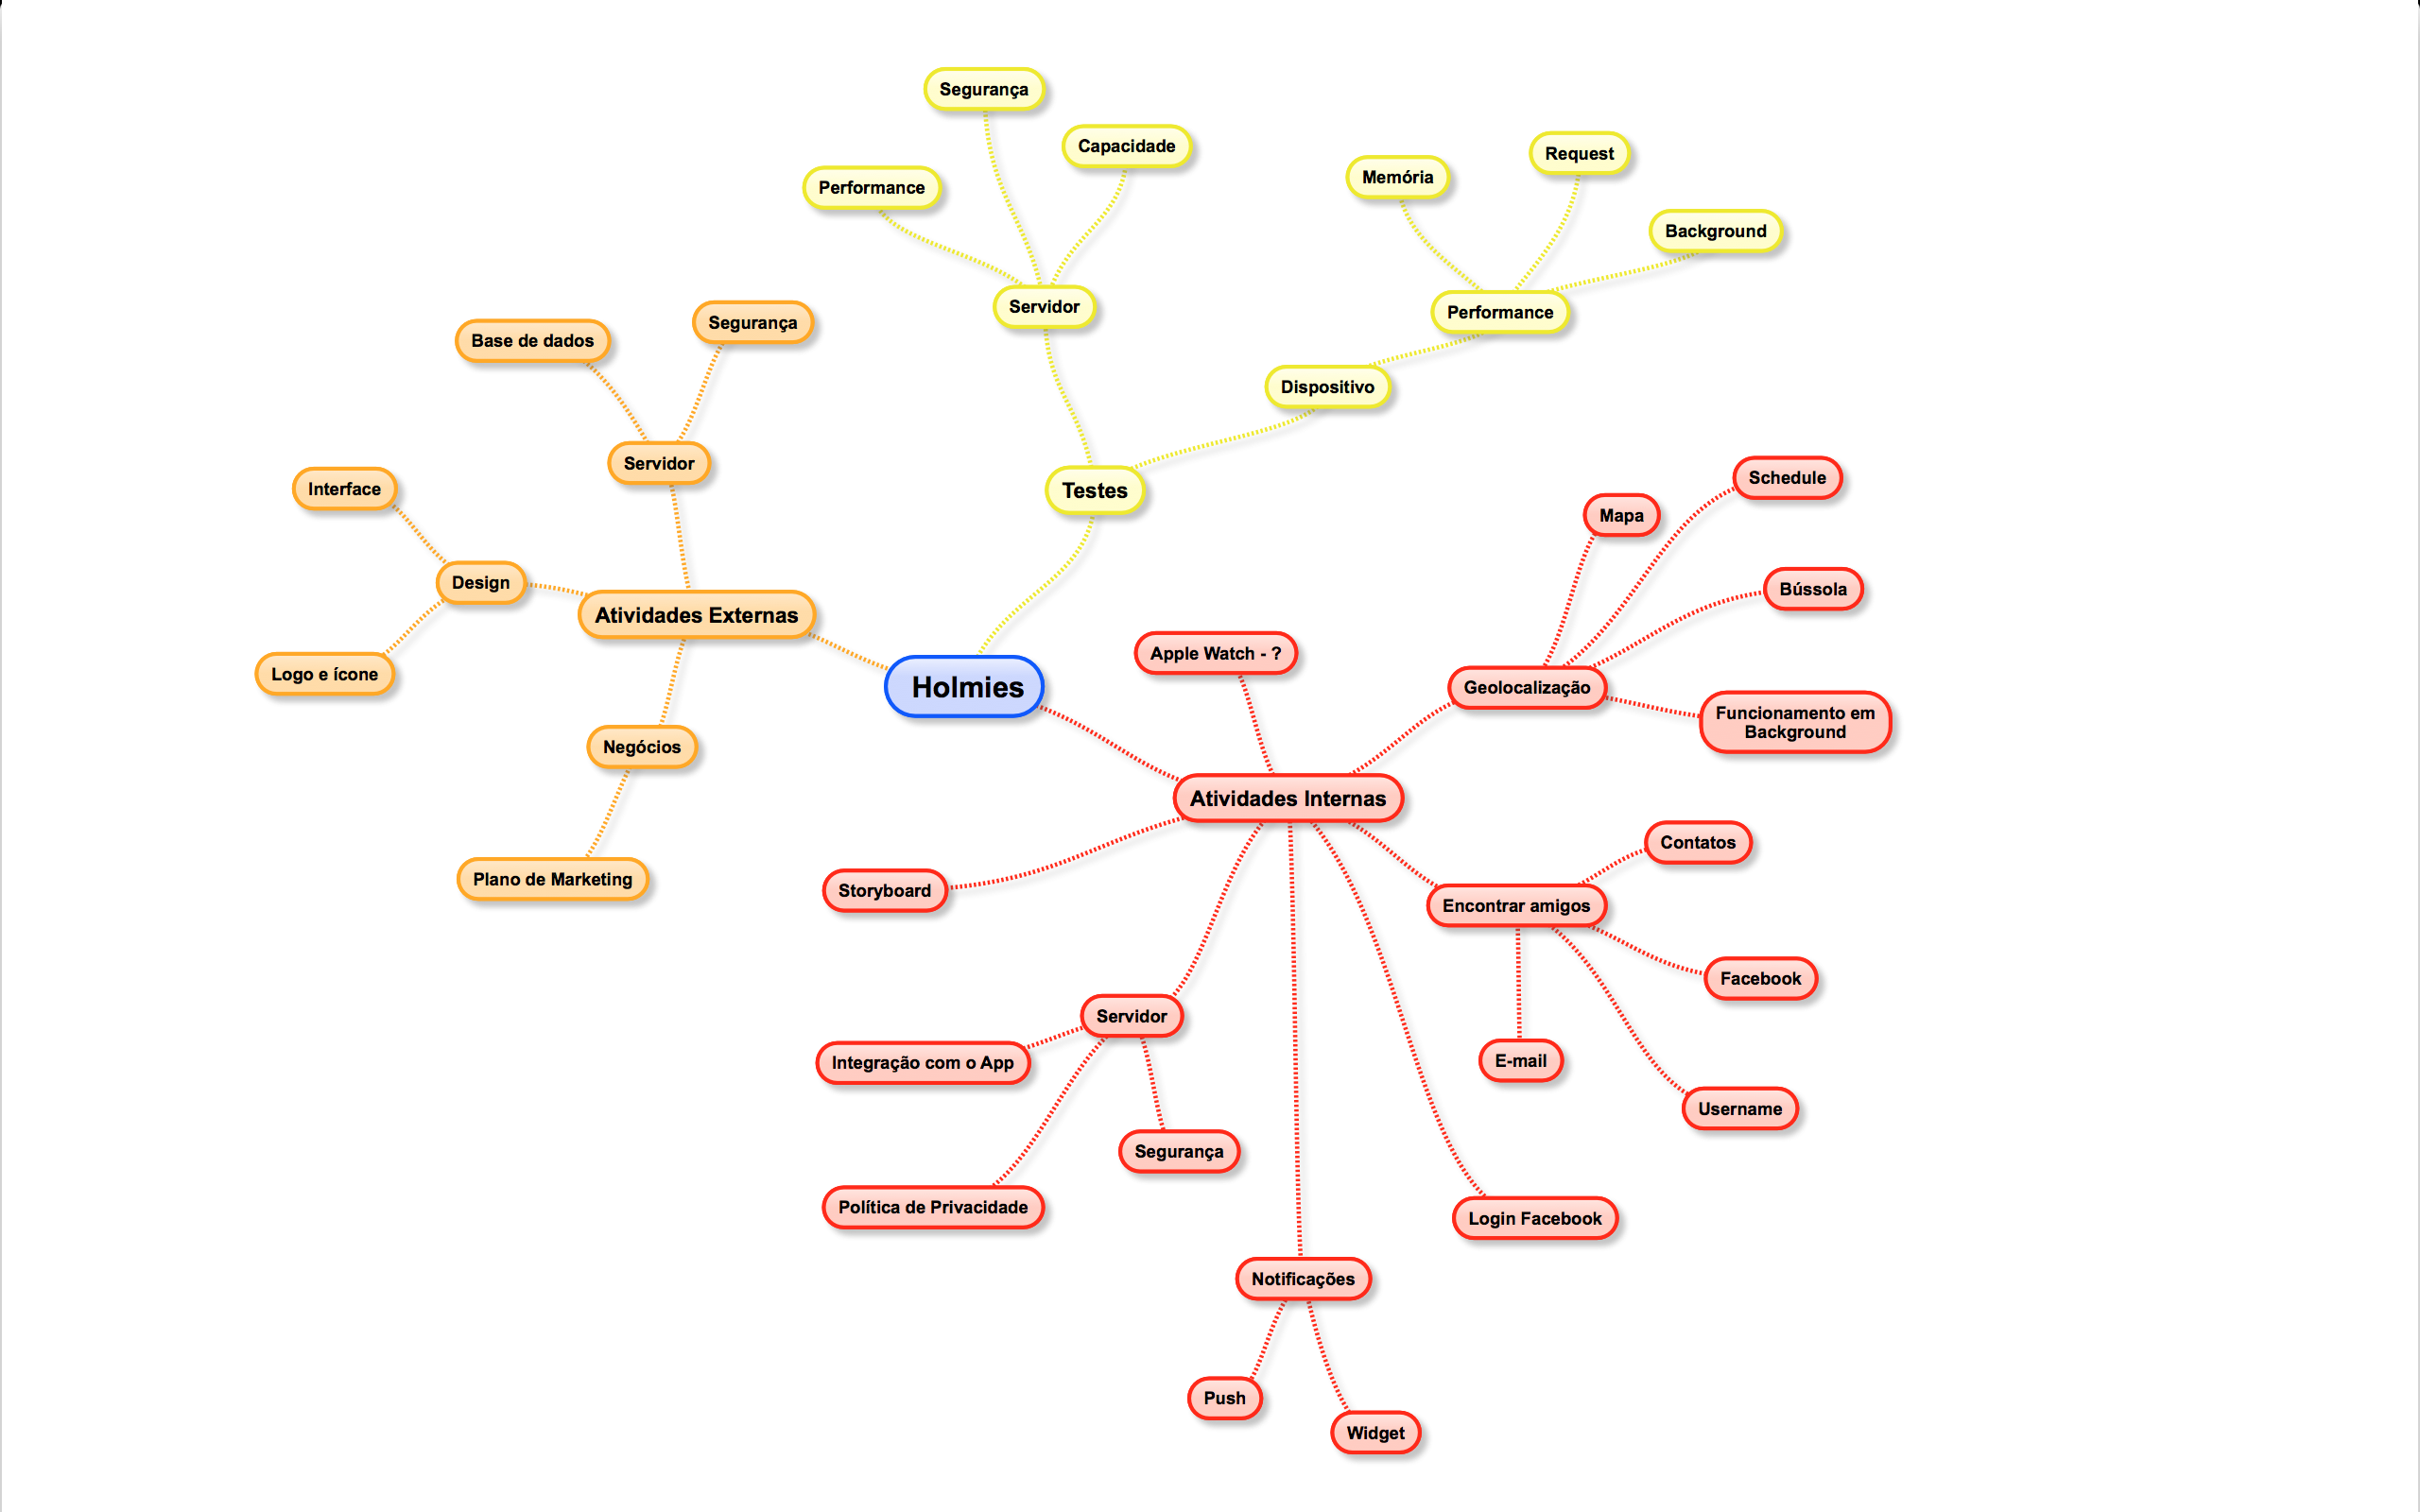 Segurança
Capacidade
Performance
Request
Memória
Background
Servidor
Performance
Segurança
Base de dados
Dispositivo
Servidor
Schedule
Interface
Testes
Mapa
Design
Bússola
Atividades Externas
Apple Watch - ?
Logo e ícone
Holmies
Geolocalização
Funcionamento em
Background
Negócios
Atividades Internas
Contatos
Plano de Marketing
Storyboard
Encontrar amigos
Facebook
Servidor
Integração com o App
E-mail
Username
Segurança
Política de Privacidade
Login Facebook
Notificações
Push
Widget